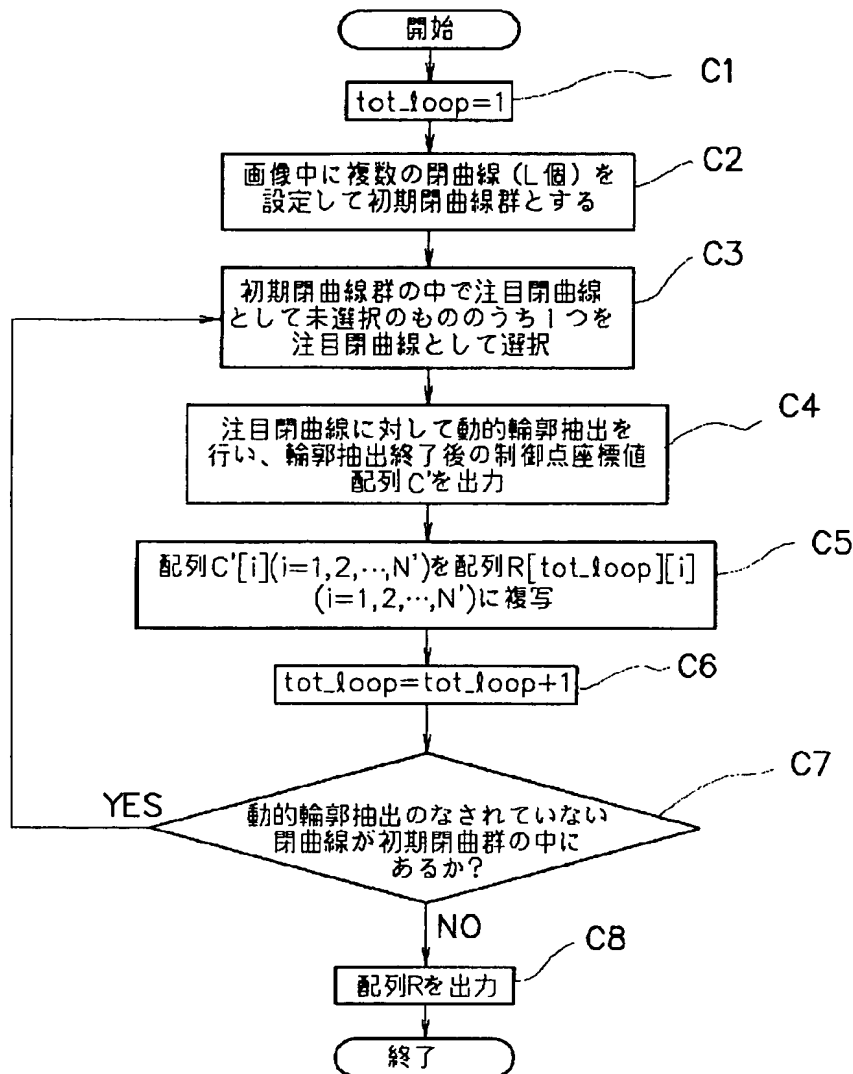 開始
C1
tot_loop=1
C2
画像中に複数の閉曲線(L個)を
設定して初期閉曲線群とする
C3
初期閉曲線群の中で注目閉曲線
として未選択のもののうち1つを
注目閉曲線として選択
C4
注目閉曲線に対して動的輪郭抽出を
行い、輪郭抽出終了後の制御点座標値
配列C'を出力
C5
配列C'[i](i=1,2,…,N')を配列R[tot_loop][i]
(i=1,2,…,N')に複写
C6
tot_loop=tot_loop+1
C7
YES
動的輪郭抽出のなされていない
閉曲線が初期閉曲群の中に
あるか?
NO
C8
配列Rを出力
終了